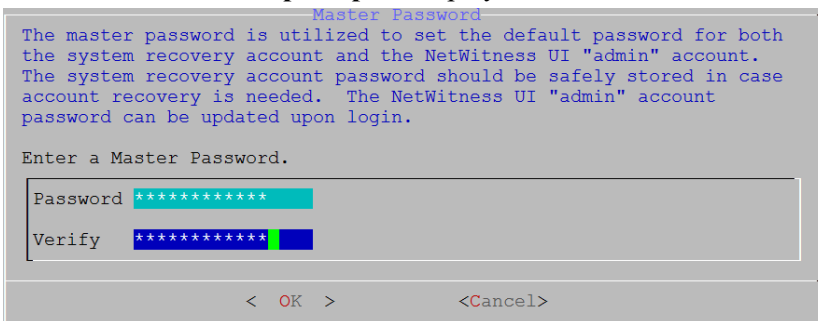 Master Password
The master password is utilized to set the default password for both
the system recovery account and the NetWitness UI "admin" account.
The system recovery account password should be safely stored in case
account recovery is needed.  The NetWitness UI "admin" account
password can be updated upon login.
Enter a Master Password.
Password ************
Verify ************
< OK > <Cancel>